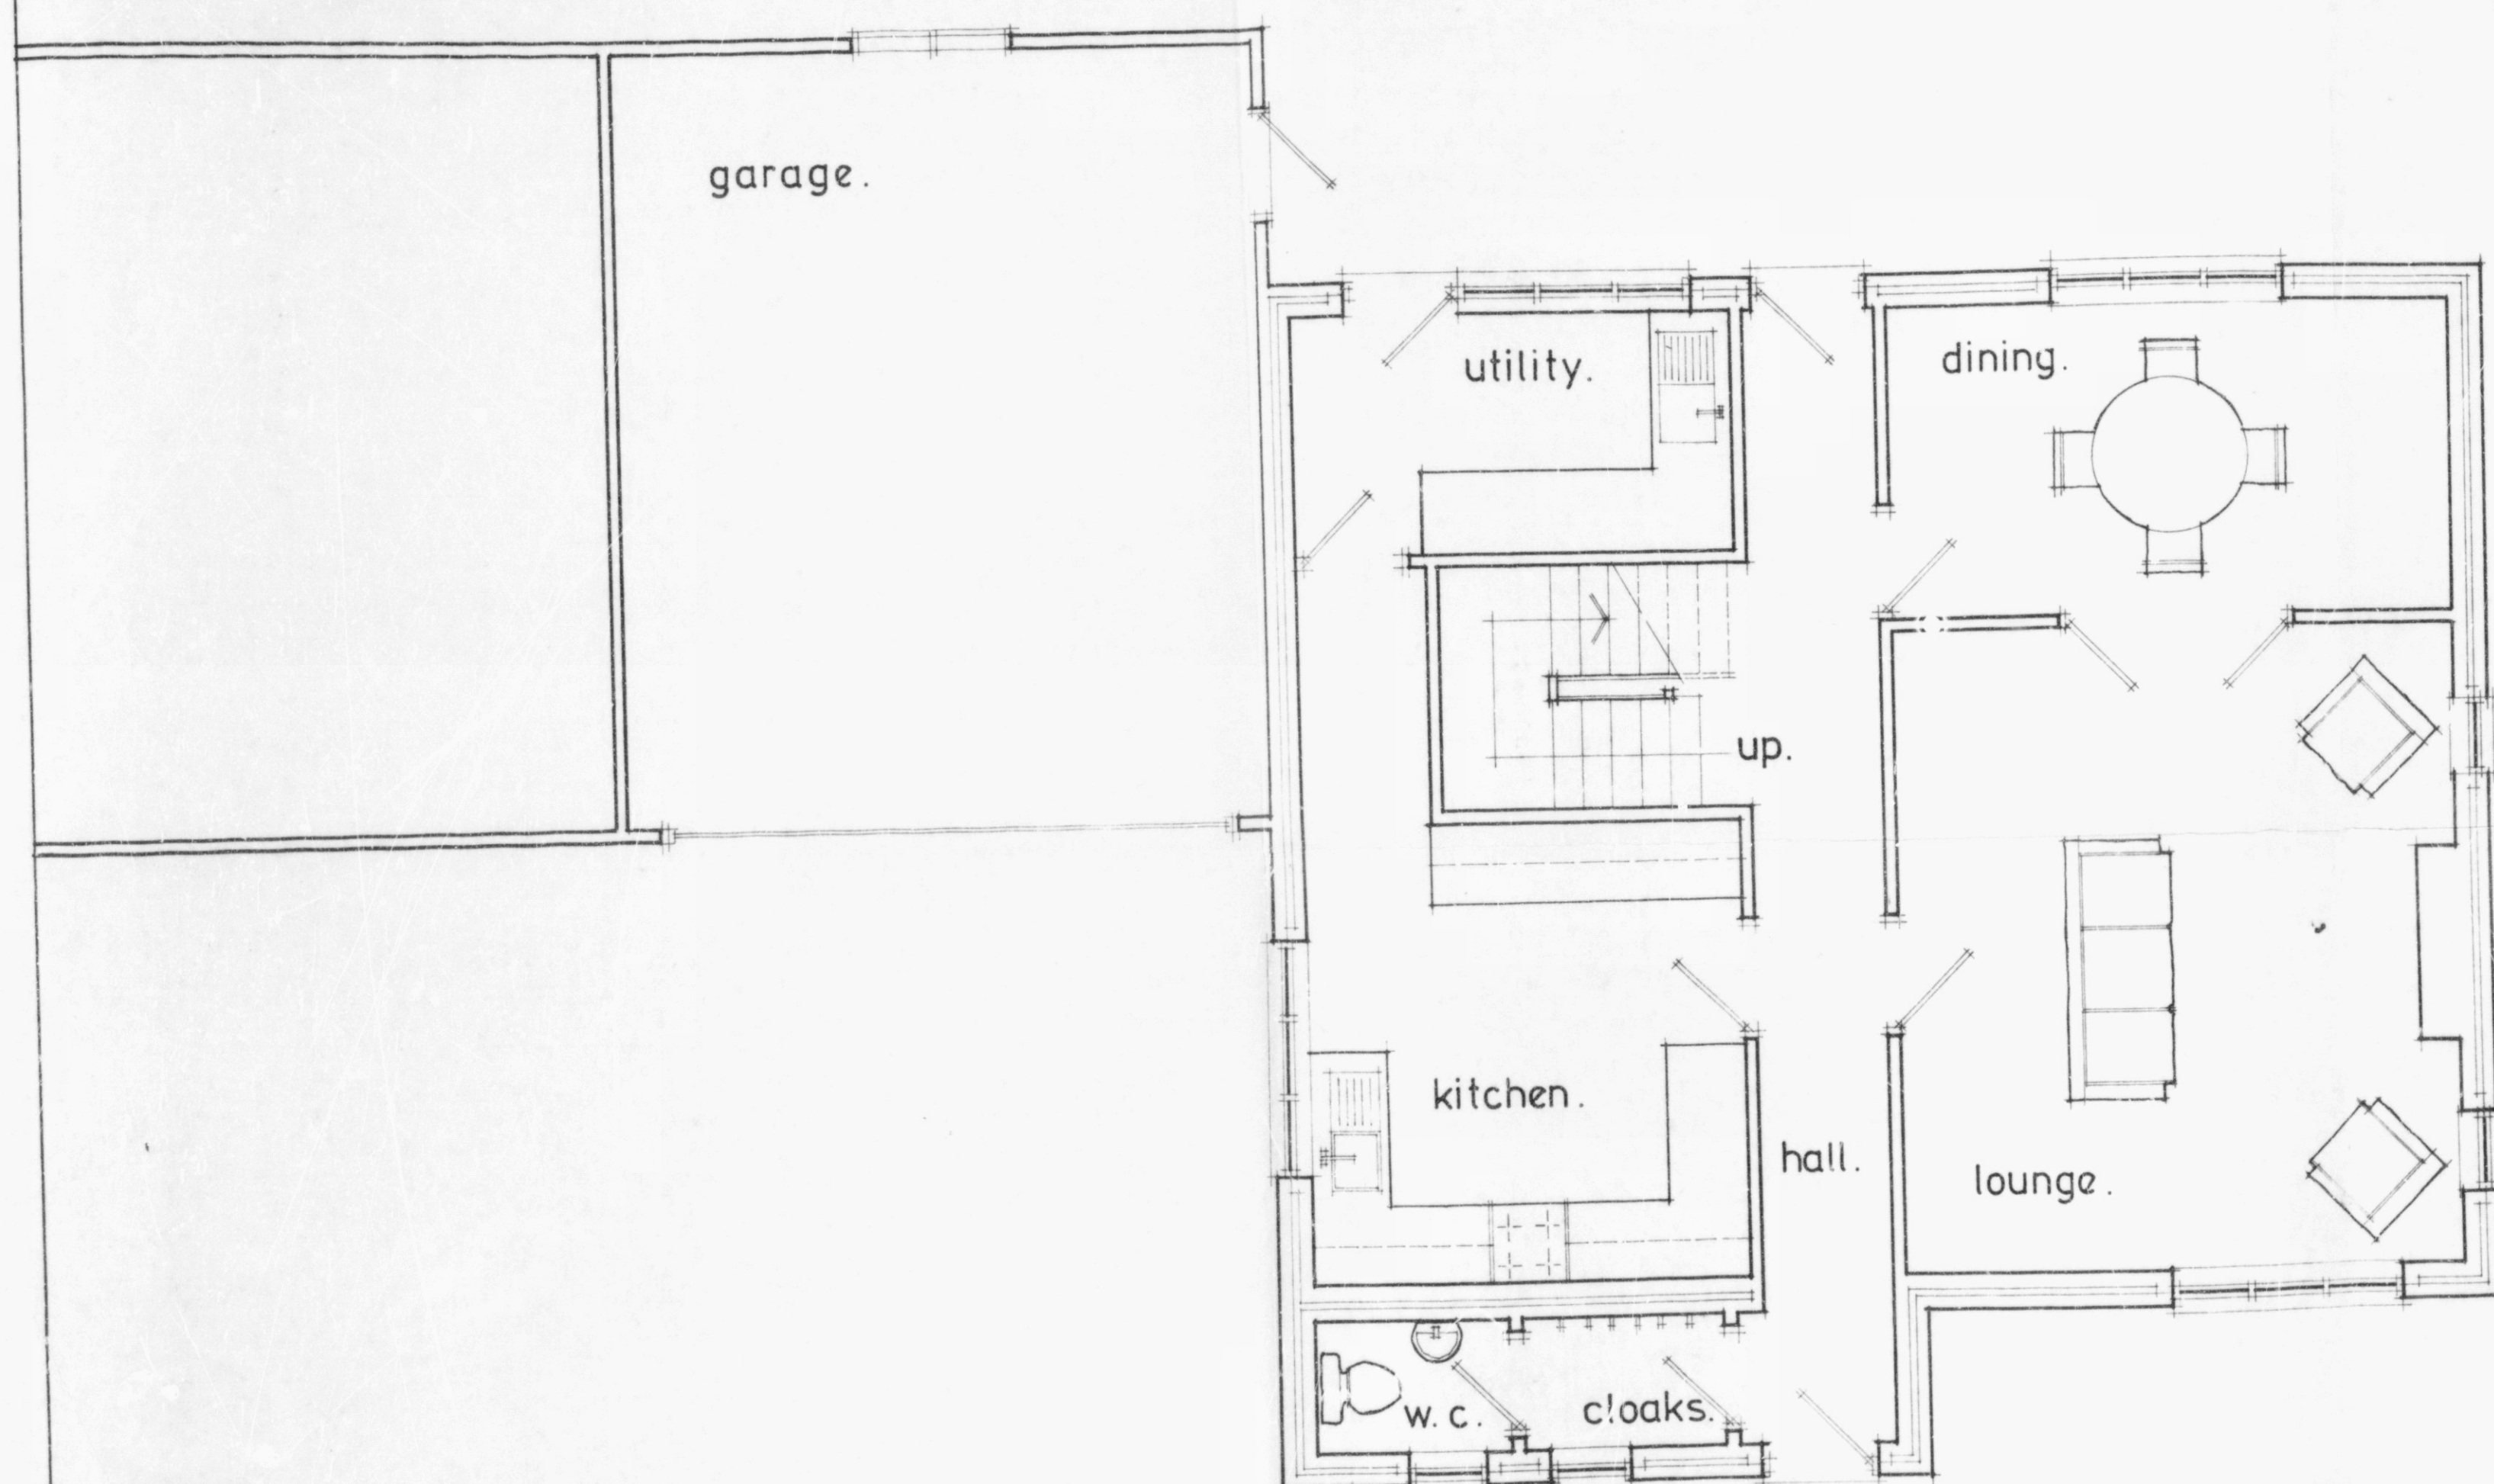 garage.
utility.
dining.
up.
kitchen.
hall.
lounge.
w.c.
cloaks.